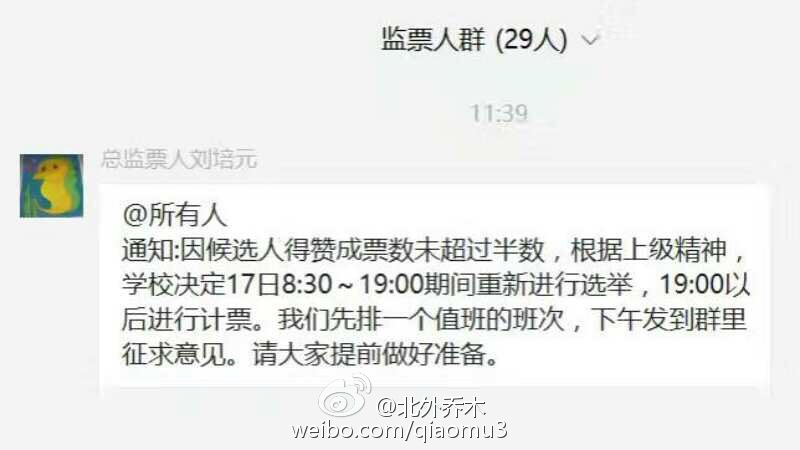 监票人群 (29人)
11:39
总监票人刘培元
@所有人
通知:因候选人得赞成票数未超过半数，根据上级精神，
学校决定17日8:30～19:00期间重新进行选举，19:00以
后进行计票。我们先排一个值班的班次，下午发到群里
征求意见。请大家提前做好准备。
@北外乔木
weibo.com/qiaomu3